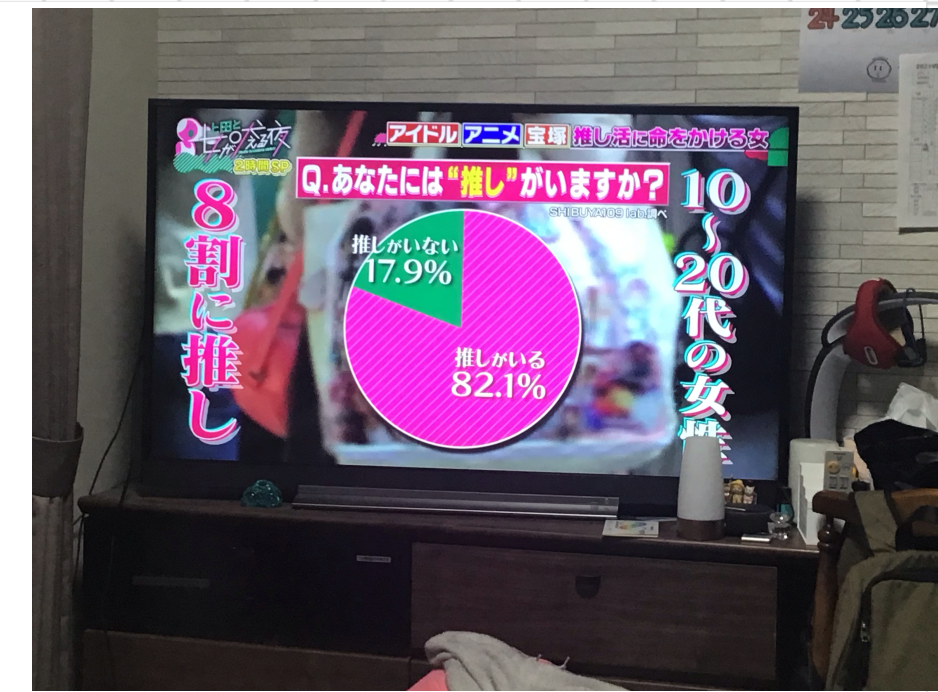 24 25 26 27
上田と
女が吠える夜
2時間SP
アイドル アニメ 宝塚 推し活に命をかける女
Q.あなたには“推し”がいますか?
SHIBUYA109 lab.調べ
10～20代の女性
8割に推し
推しがいない
17.9%
推しがいる
82.1%